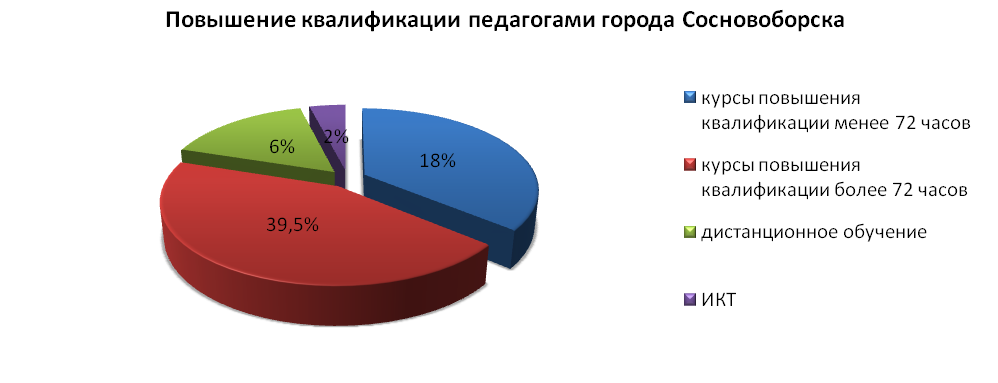 Повышение квалификации педагогами города Сосновоборска
18%
39,5%
6%
2%
курсы повышения
квалификации менее 72 часов
курсы повышения
квалификации более 72 часов
дистанционное обучение
ИКТ